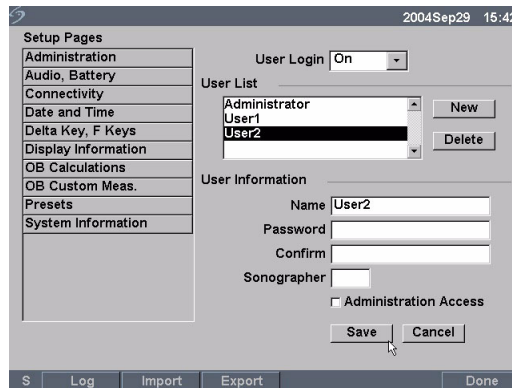 2004Sep29 15:42
Setup Pages
Administration
Audio, Battery
Connectivity
Date and Time
Delta Key, F Keys
Display Information
OB Calculations
OB Custom Meas.
Presets
System Information
User Login On
User List
Administrator
User1
User2
New
Delete
User Information
Name User2
Password
Confirm
Sonographer
Administration Access
Save Cancel
S Log Import Export Done